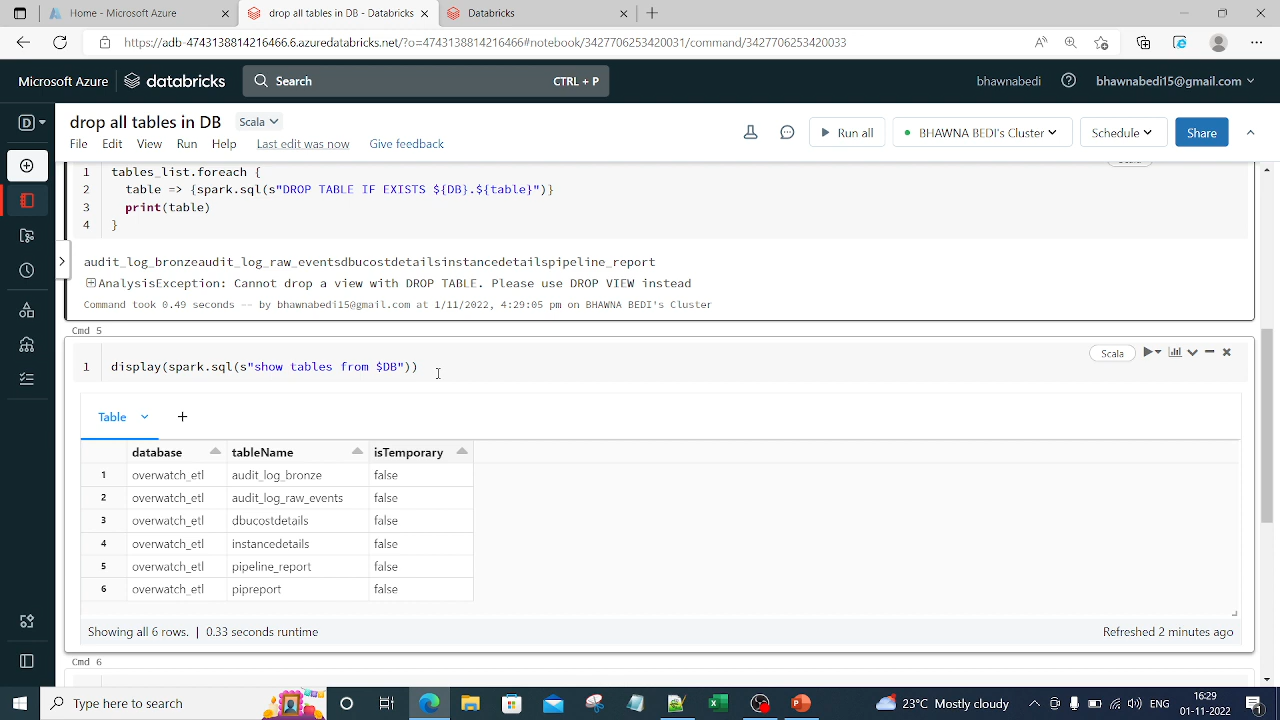 Home - Microsoft Azure
drop all tables in DB - Databricks
Databricks
https://adb-4743138814216466.6.azuredatabricks.net/?o=4743138814216466#notebook/3427706253420031/command/3427706253420033
Microsoft Azure
databricks
Search
CTRL + P
bhawnabedi
bhawnabedi15@gmail.com
D
drop all tables in DB
Scala
File Edit View Run Help Last edit was now Give feedback
Run all
BHAWNA BEDI's Cluster
Schedule
Share
1 tables_list.foreach {
2 table => {spark.sql(s"DROP TABLE IF EXISTS ${DB}.${table}")}
3 print(table)
4 }
audit_log_bronzeaudit_log_raw_eventsdbucostdetailsinstancedetailspipeline_report
AnalysisException: Cannot drop a view with DROP TABLE. Please use DROP VIEW instead
Command took 0.49 seconds -- by bhawnabedi15@gmail.com at 1/11/2022, 4:29:05 pm on BHAWNA BEDI's Cluster
Cmd 5
Scala
1 display(spark.sql(s"show tables from $DB"))
Table +
database tableName isTemporary
1 overwatch_etl audit_log_bronze false
2 overwatch_etl audit_log_raw_events false
3 overwatch_etl dbucostdetails false
4 overwatch_etl instancedetails false
5 overwatch_etl pipeline_report false
6 overwatch_etl pipreport false
Showing all 6 rows. | 0.33 seconds runtime
Refreshed 2 minutes ago
Cmd 6
Type here to search
23°C Mostly cloudy
ENG
16:29
01-11-2022